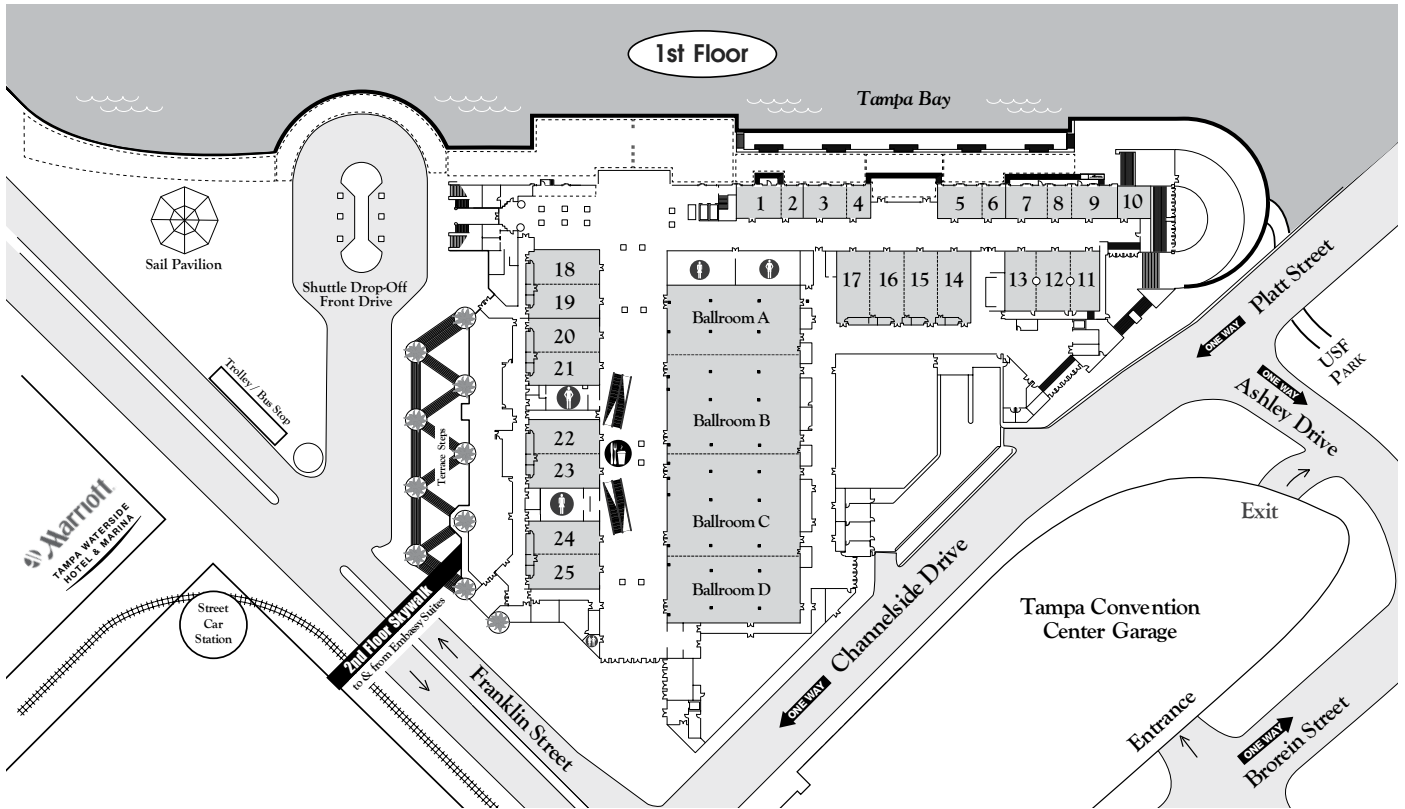 1st Floor
Tampa Bay
Sail Pavilion
Shuttle Drop-Off
Front Drive
1
2
3
4
5
6
7
8
9
10
17
16
15
14
13
12
11
18
19
20
21
22
23
24
25
Ballroom A
Ballroom B
Ballroom C
Ballroom D
Terrace Steps
Trolley / Bus Stop
Marriott
TAMPA WATERSIDE
HOTEL & MARINA
Street
Car
Station
2nd Floor Skywalk
to & from Embassy Suites
Franklin Street
ONE WAY
Channelside Drive
ONE WAY
Platt Street
USF
PARK
ONE WAY
Ashley Drive
Exit
Tampa Convention
Center Garage
Entrance
ONE WAY
Brorein Street